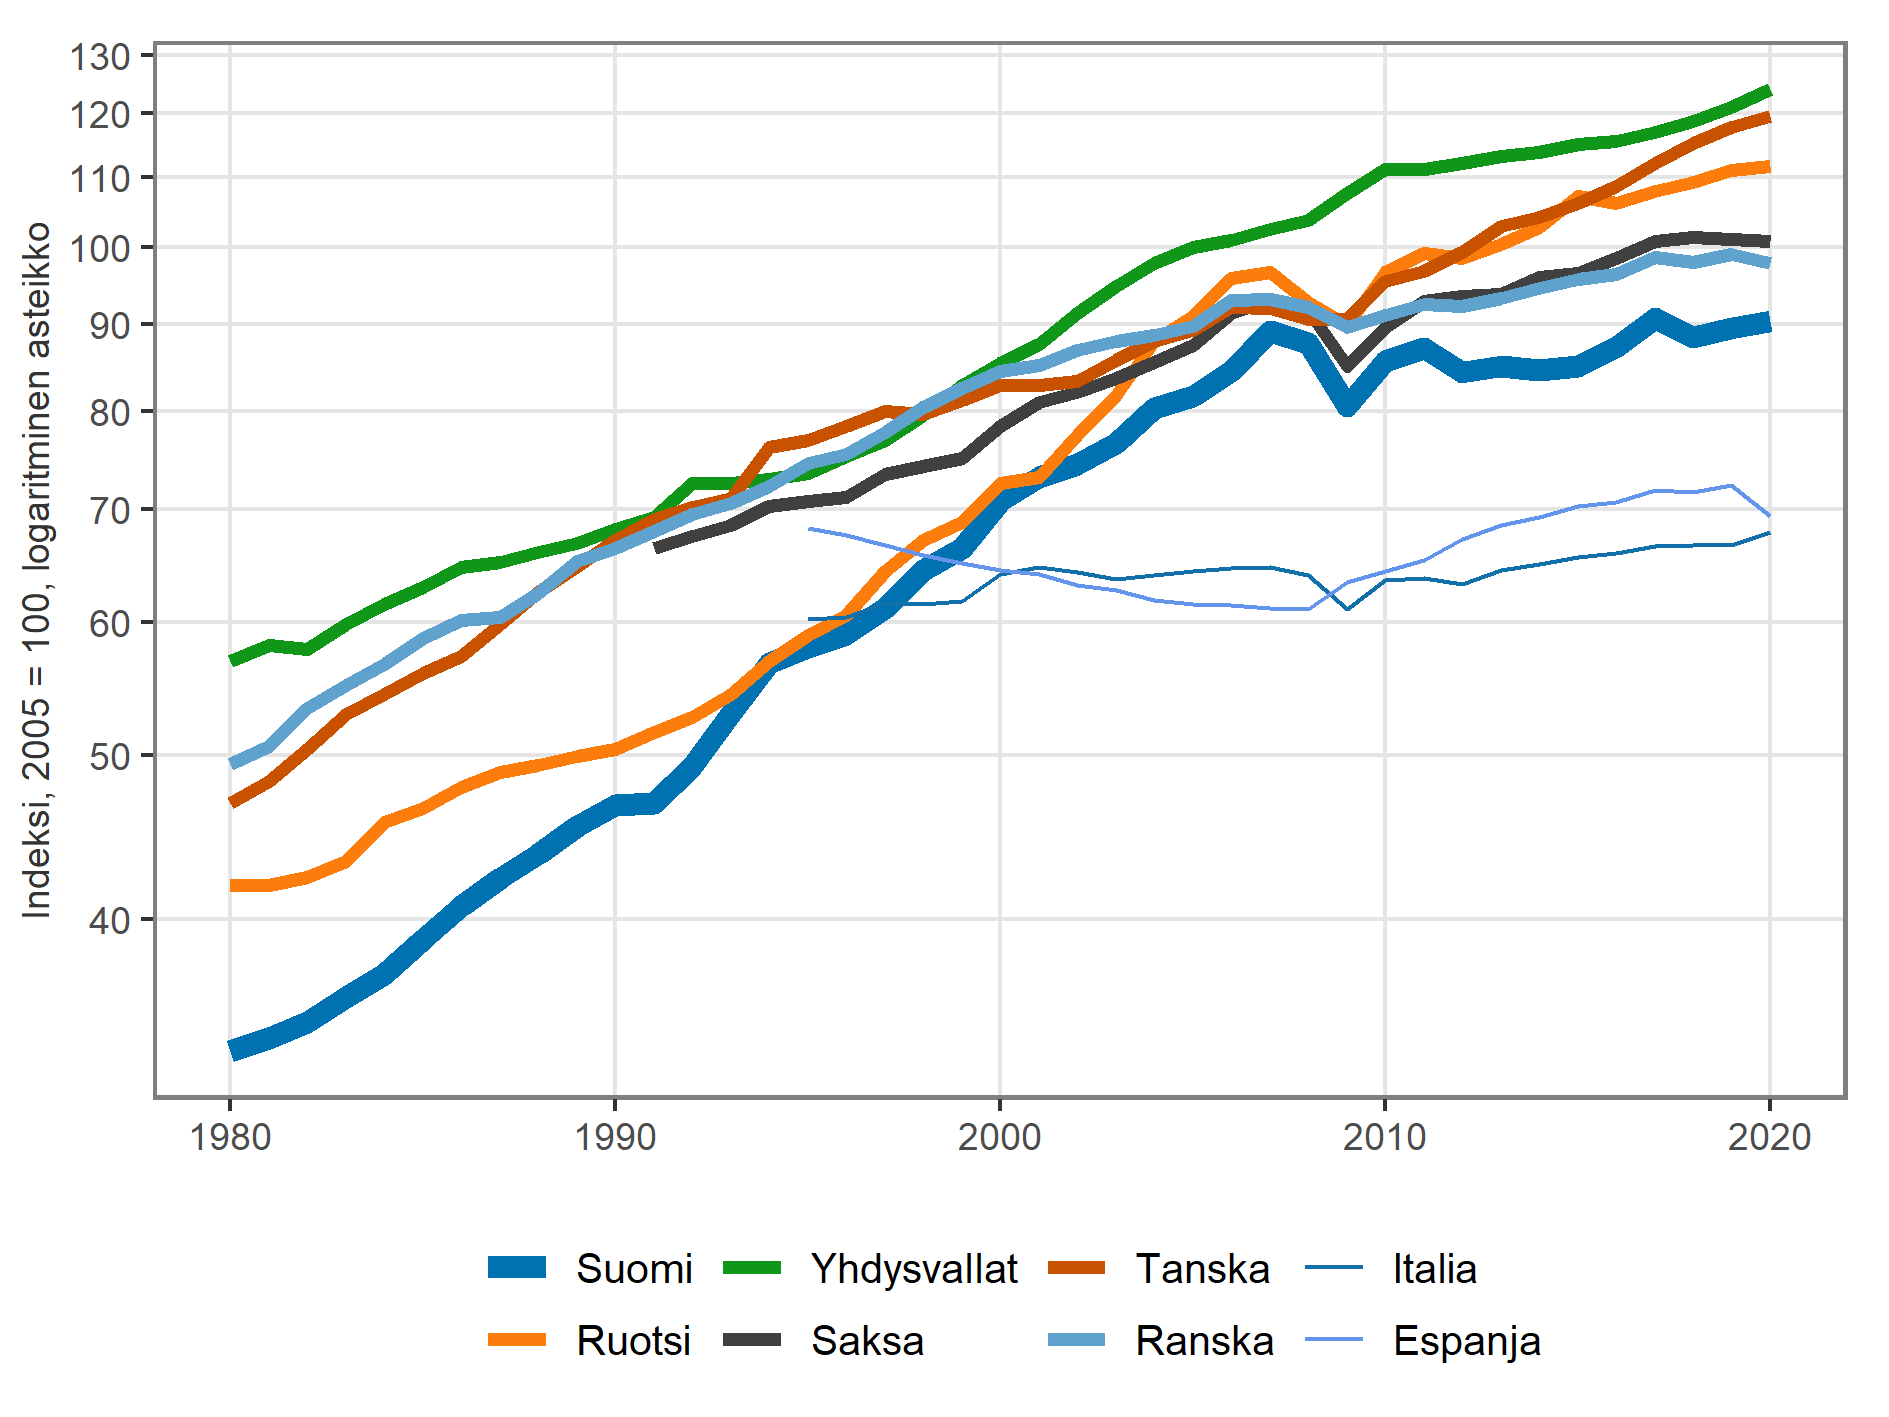 Indeksi, 2005 = 100, logaritminen asteikko
130
120
110
100
90
80
70
60
50
40
1980 1990 2000 2010 2020
Suomi Yhdysvallat Tanska Italia
Ruotsi Saksa Ranska Espanja